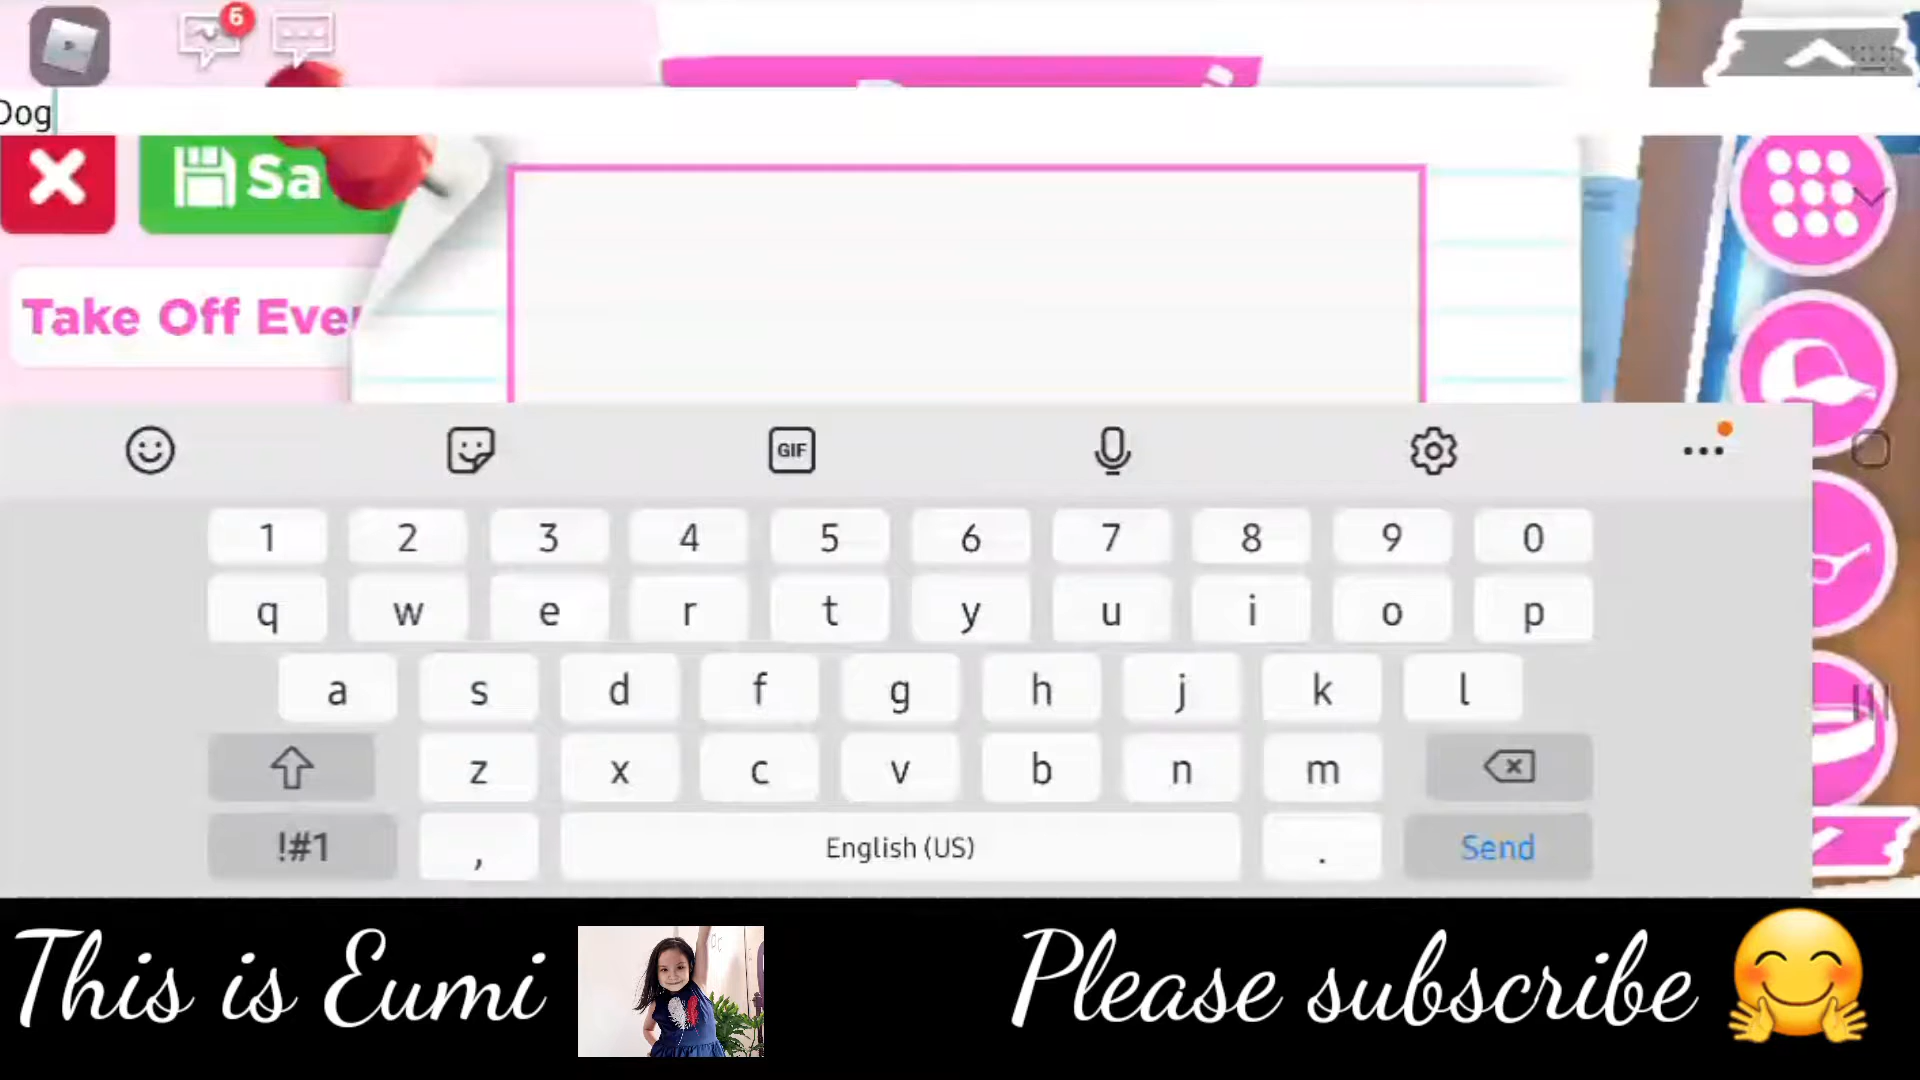 6
Dog
Sa
Take Off Ever
GIF
1 2 3 4 5 6 7 8 9 0
q w e r t y u i o p
a s d f g h j k l
z x c v b n m
!#1 , English (US) . Send
This is Eumi
Please subscribe